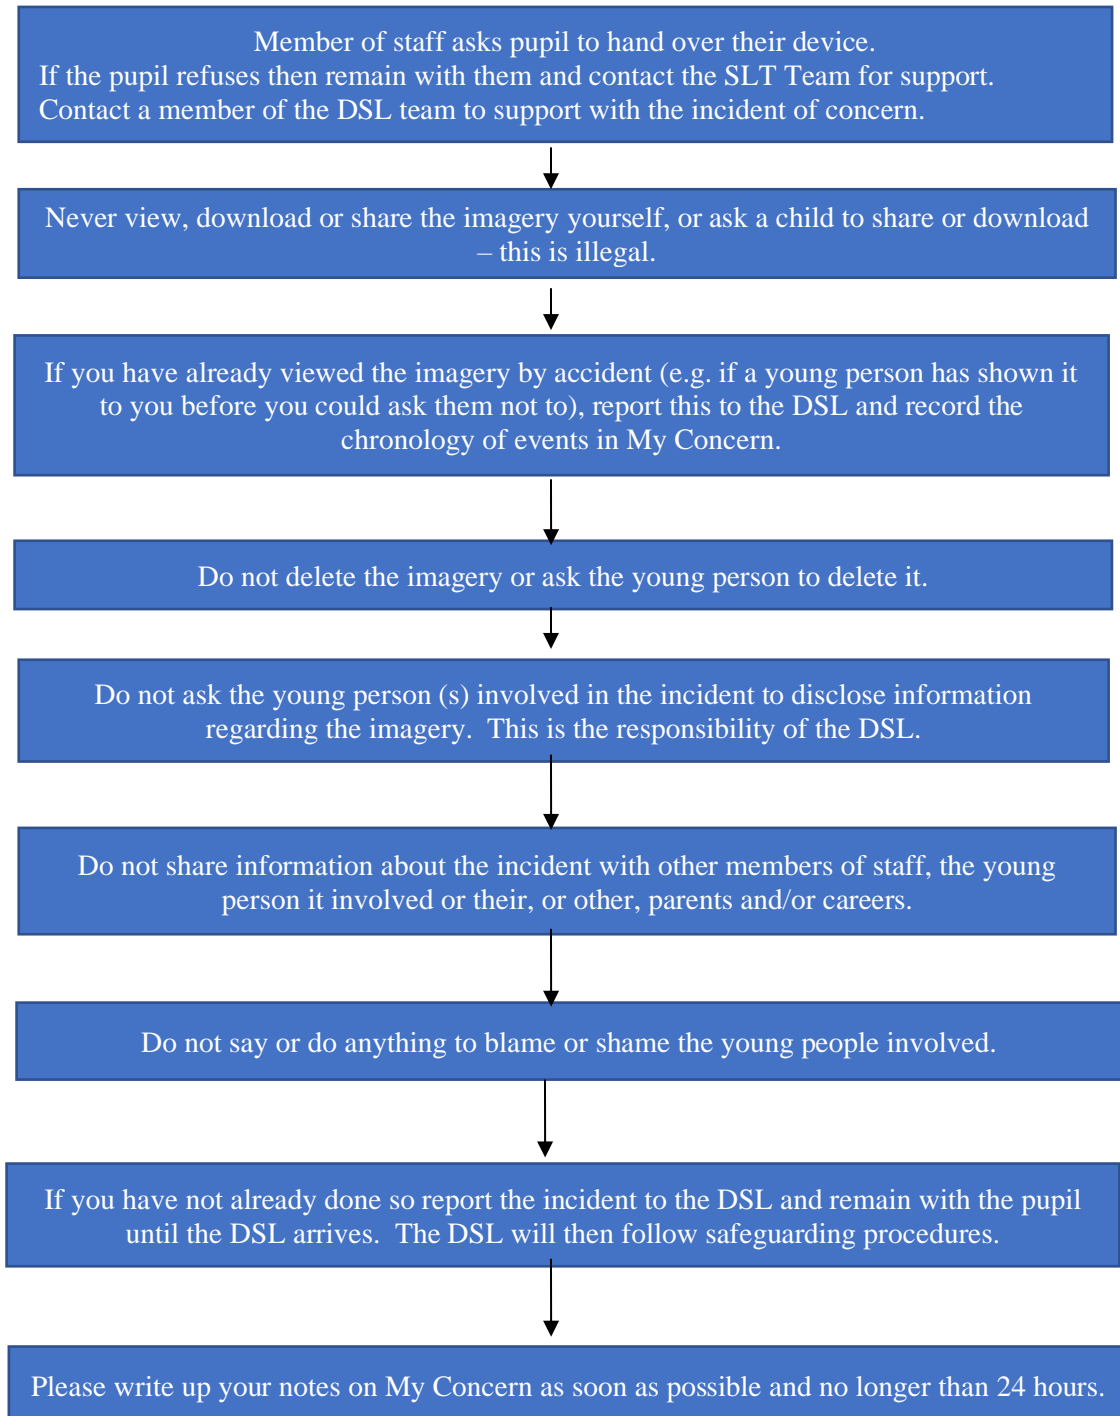 Member of staff asks pupil to hand over their device.
If the pupil refuses then remain with them and contact the SLT Team for support.
Contact a member of the DSL team to support with the incident of concern.
Never view, download or share the imagery yourself, or ask a child to share or download
– this is illegal.
If you have already viewed the imagery by accident (e.g. if a young person has shown it
to you before you could ask them not to), report this to the DSL and record the
chronology of events in My Concern.
Do not delete the imagery or ask the young person to delete it.
Do not ask the young person (s) involved in the incident to disclose information
regarding the imagery.  This is the responsibility of the DSL.
Do not share information about the incident with other members of staff, the young
person it involved or their, or other, parents and/or careers.
Do not say or do anything to blame or shame the young people involved.
If you have not already done so report the incident to the DSL and remain with the pupil
until the DSL arrives.  The DSL will then follow safeguarding procedures.
Please write up your notes on My Concern as soon as possible and no longer than 24 hours.